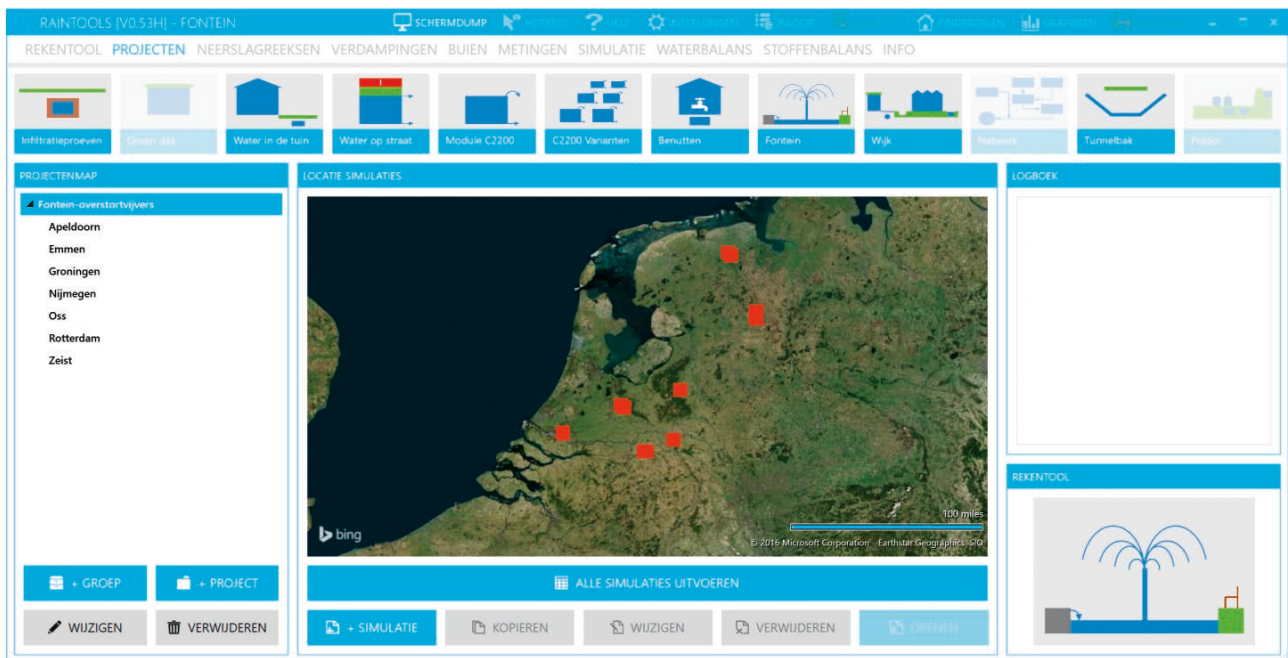 RAINTOOLS [V0.53H] - FONTEIN
SCHERMDUMP HOTKEYS HELP INSTELLINGEN ONDERDELEN GRAFIEKEN
REKENTOOL PROJECTEN NEERSLAGREEKSEN VERDAMPINGEN BUIEN METINGEN SIMULATIE WATERBALANS STOFFENBALANS INFO
Infiltratieproeven Groen dak Water in de tuin Water op straat Module C2200 C2200 Varianten Benutten Fontein Wijk Netwerk Tunnelbak Polder
PROJECTENMAP
Fontein-overstortvijvers
Apeldoorn
Emmen
Groningen
Nijmegen
Oss
Rotterdam
Zeist
+ GROEP + PROJECT
WIJZIGEN VERWIJDEREN
LOCATIE SIMULATIES
100 miles
bing
© 2016 Microsoft Corporation Earthstar Geographics SIO
ALLE SIMULATIES UITVOEREN
+ SIMULATIE KOPIEREN WIJZIGEN VERWIJDEREN OPENEN
LOGBOEK
REKENTOOL